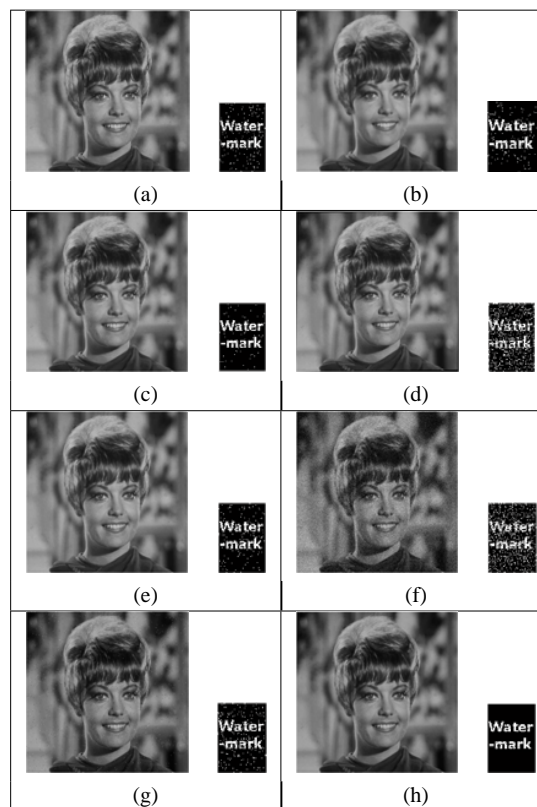 Water
-mark
Water
-mark
(a)
(b)
Water
-mark
Water
-mark
(c)
(d)
Water
-mark
Water
-mark
(e)
(f)
Water
-mark
Water
-mark
(g)
(h)